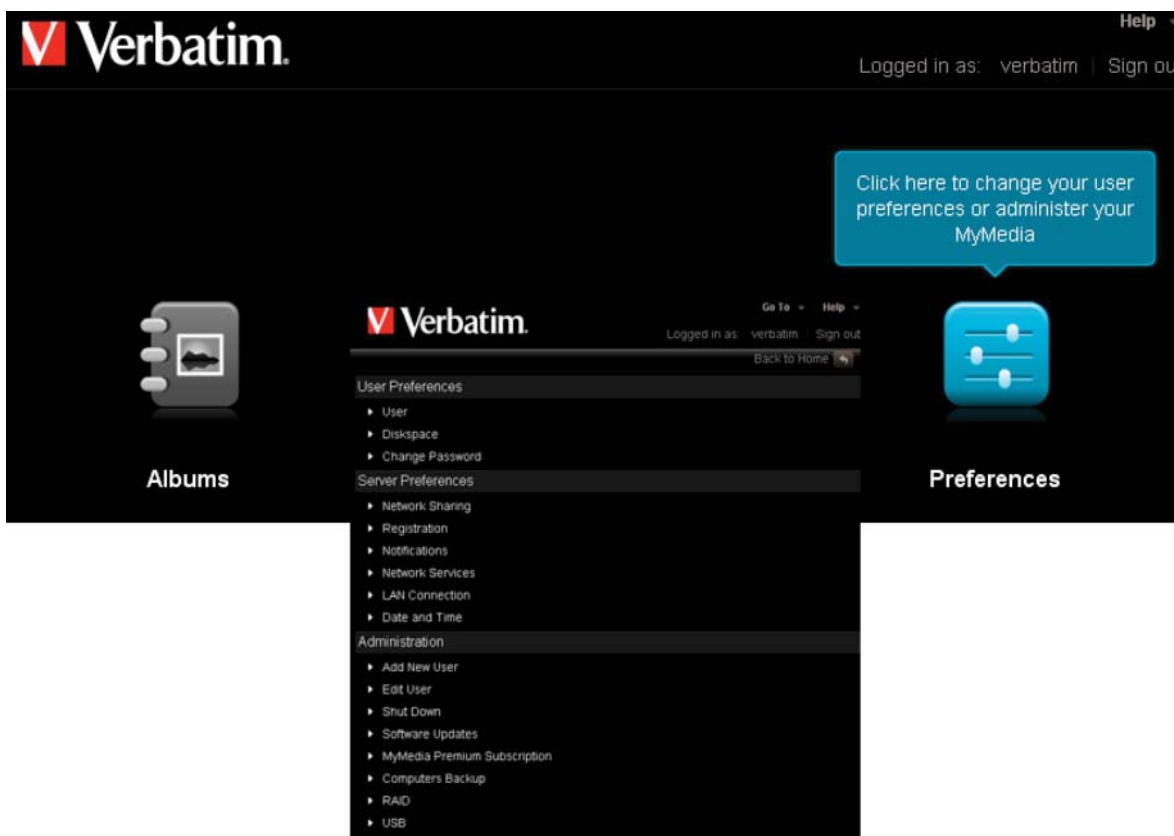 Verbatim.
Help
Logged in as: verbatim Sign ou
Click here to change your user
preferences or administer your
MyMedia
Albums
Preferences
Verbatim.
Go To Help
Logged in as: verbatim Sign out
Back to Home
User Preferences
User
Diskspace
Change Password
Server Preferences
Network Sharing
Registration
Notifications
Network Services
LAN Connection
Date and Time
Administration
Add New User
Edit User
Shut Down
Software Updates
MyMedia Premium Subscription
Computers Backup
RAID
USB